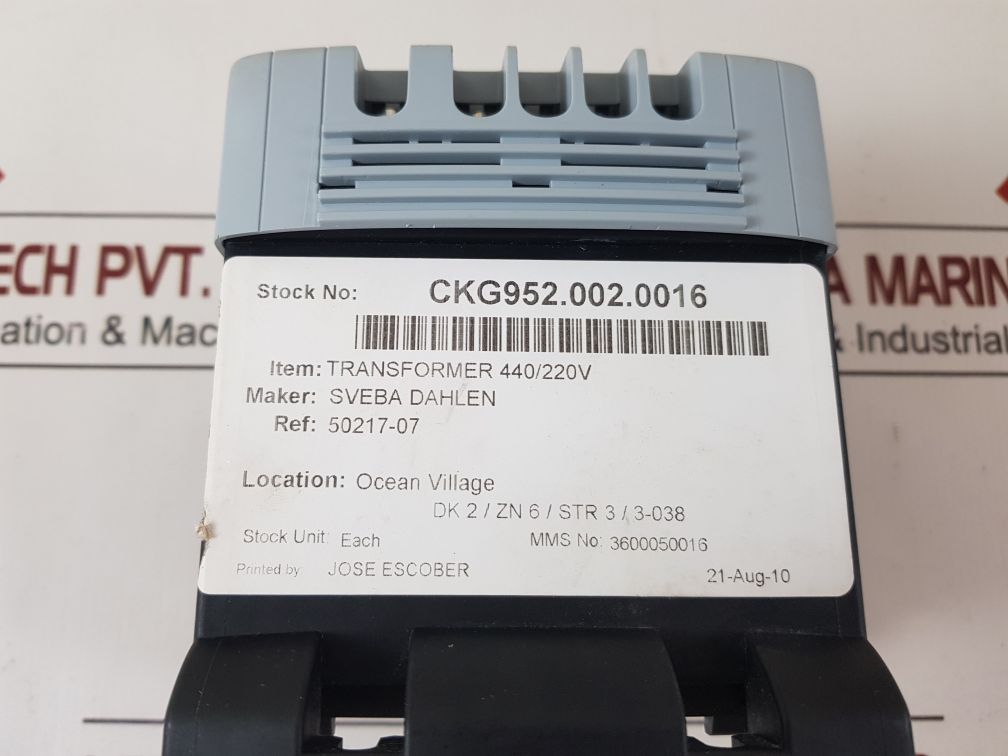 ECH PVT.
ation & Mac
A MARIN
& Industrial
Stock No: CKG952.002.0016
Item: TRANSFORMER 440/220V
Maker: SVEBA DAHLEN
Ref: 50217-07
Location: Ocean Village
DK 2 / ZN 6 / STR 3 / 3-038
Stock Unit: Each MMS No: 3600050016
Printed by: JOSE ESCOBER 21-Aug-10